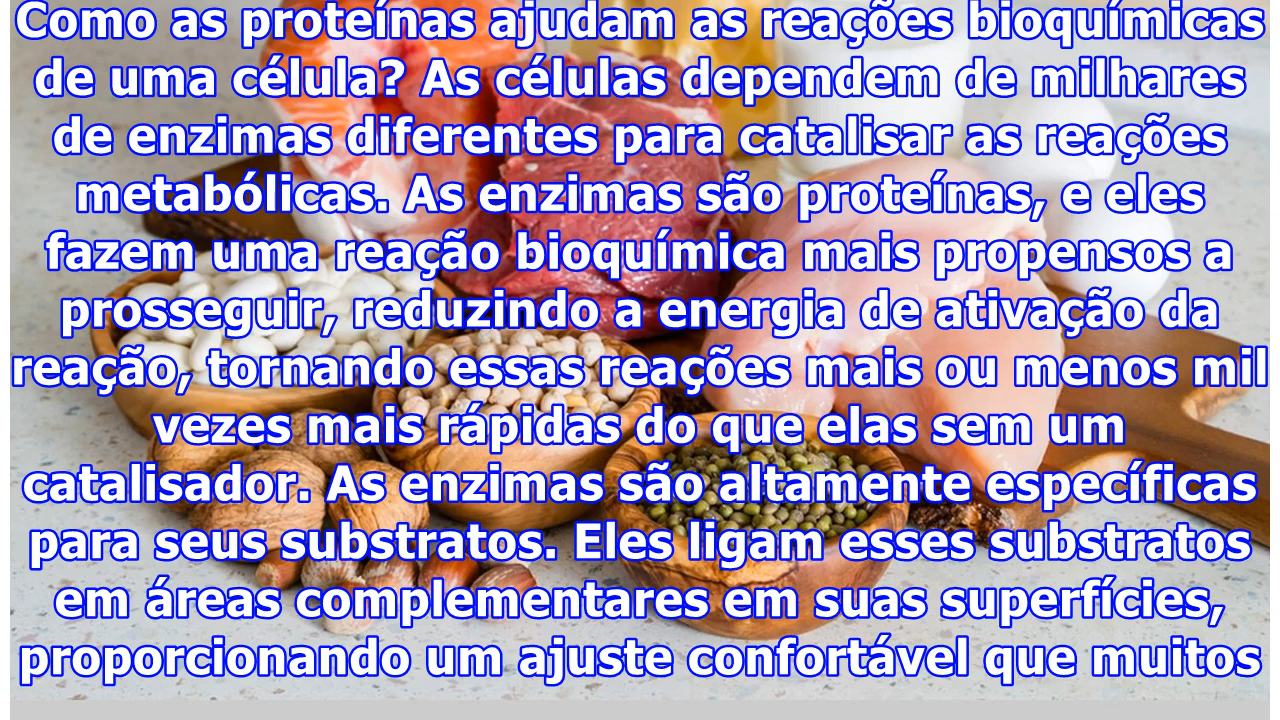 Como as proteínas ajudam as reações bioquímicas
de uma célula? As células dependem de milhares
de enzimas diferentes para catalisar as reações
metabólicas. As enzimas são proteínas, e eles
fazem uma reação bioquímica mais propensos a
prosseguir, reduzindo a energia de ativação da
reação, tornando essas reações mais ou menos mil
vezes mais rápidas do que elas sem um
catalisador. As enzimas são altamente específicas
para seus substratos. Eles ligam esses substratos
em áreas complementares em suas superfícies,
proporcionando um ajuste confortável que muitos